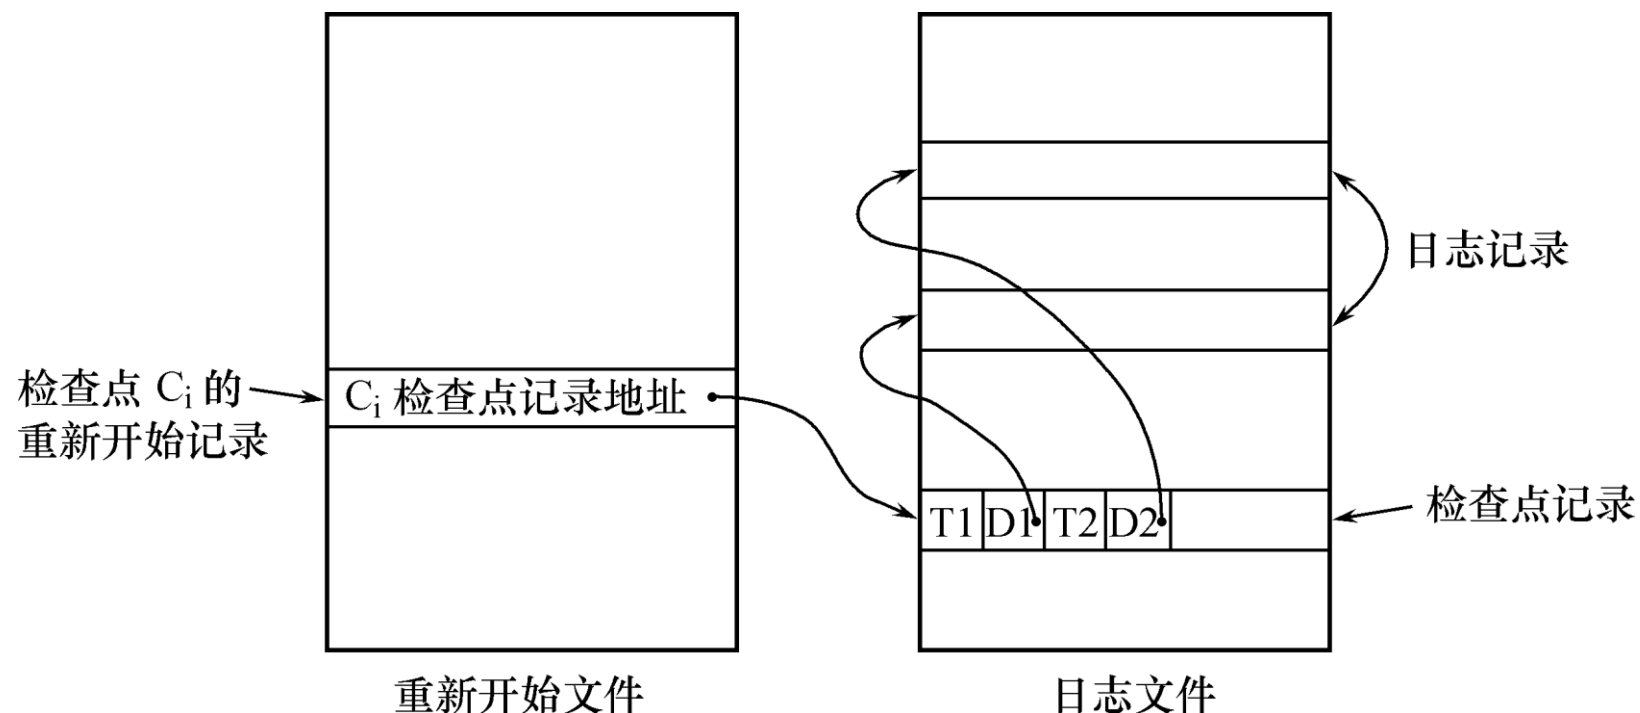 日志记录
检查点 Ci 的
重新开始记录
Ci 检查点记录地址
T1 D1 T2 D2
检查点记录
重新开始文件
日志文件